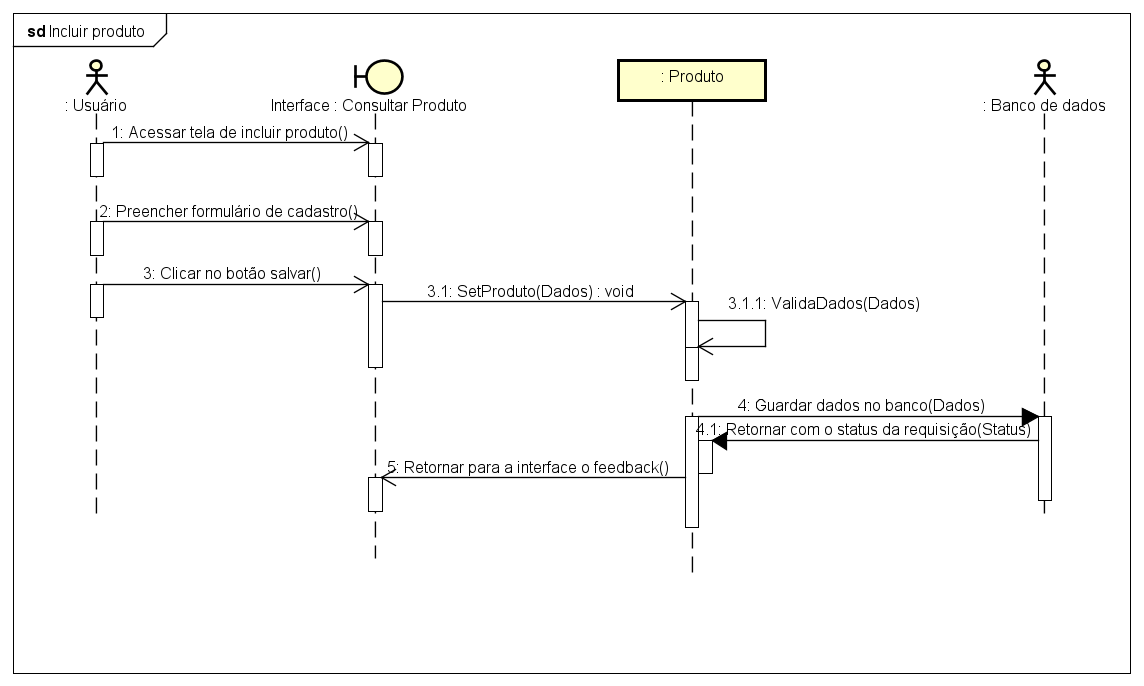 sd Incluir produto
: Usuário
Interface : Consultar Produto
: Produto
: Banco de dados
1: Acessar tela de incluir produto()
2: Preencher formulário de cadastro()
3: Clicar no botão salvar()
3.1: SetProduto(Dados) : void
3.1.1: ValidaDados(Dados)
4: Guardar dados no banco(Dados)
4.1: Retornar com o status da requisição(Status)
5: Retornar para a interface o feedback()